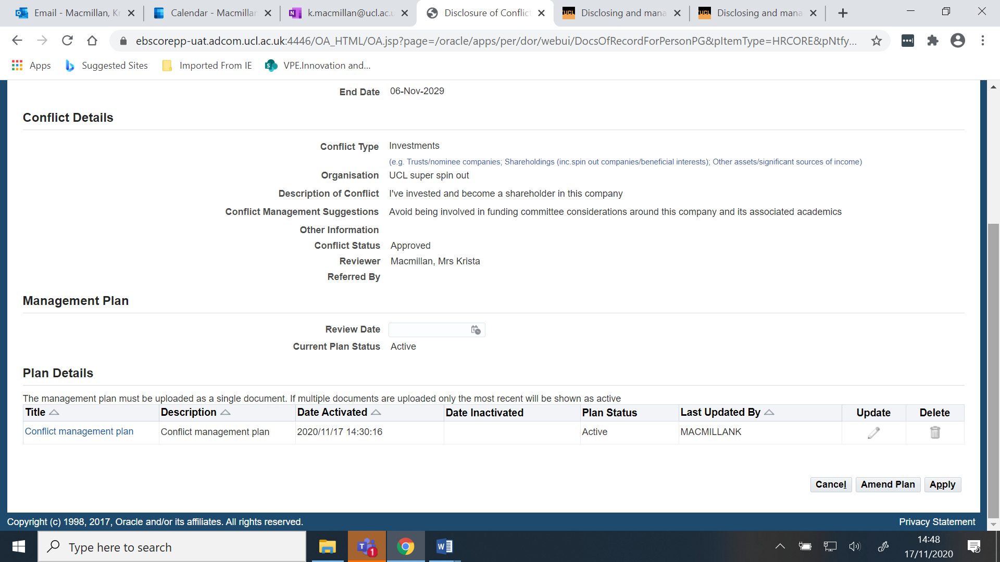 Email - Macmillan, Kr
Calendar - Macmillan
k.macmillan@ucl.ac.u
Disclosure of Conflict
Disclosing and mana
Disclosing and mana
ebscorepp-uat.adcom.ucl.ac.uk:4446/OA_HTML/OA.jsp?page=/oracle/apps/per/dor/webui/DocsOfRecordForPersonPG&pItemType=HRCORE&pNtfy...
Apps
Suggested Sites
Imported From IE
VPE.Innovation and...
End Date 06-Nov-2029
Conflict Details
Conflict Type Investments
(e.g. Trusts/nominee companies; Shareholdings (inc.spin out companies/beneficial interests); Other assets/significant sources of income)
Organisation UCL super spin out
Description of Conflict I've invested and become a shareholder in this company
Conflict Management Suggestions Avoid being involved in funding committee considerations around this company and its associated academics
Other Information
Conflict Status Approved
Reviewer Macmillan, Mrs Krista
Referred By
Management Plan
Review Date
Current Plan Status Active
Plan Details
The management plan must be uploaded as a single document. If multiple documents are uploaded only the most recent will be shown as active
Title Description Date Activated Date Inactivated Plan Status Last Updated By Update Delete
Conflict management plan Conflict management plan 2020/11/17 14:30:16 Active MACMILLANK
Cancel Amend Plan Apply
Copyright (c) 1998, 2017, Oracle and/or its affiliates. All rights reserved. Privacy Statement
Type here to search
1
14:48
17/11/2020